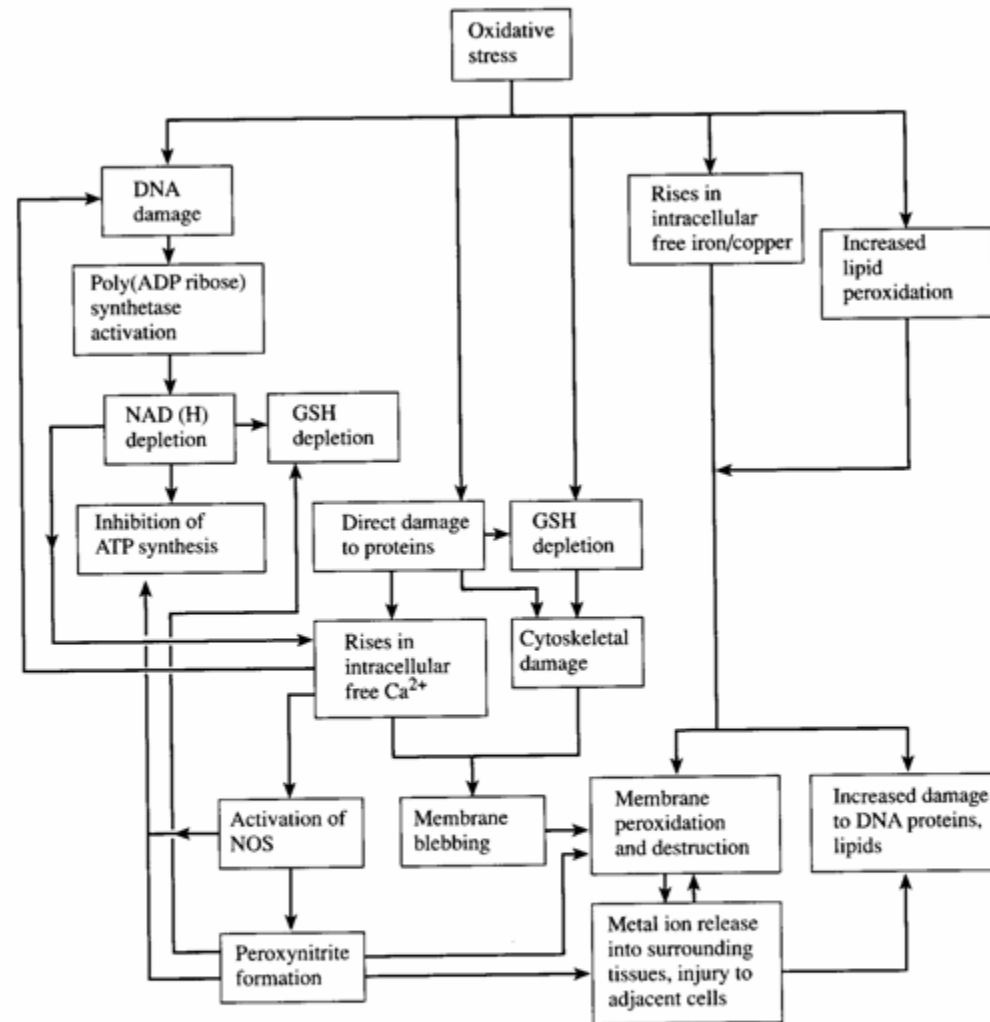 Oxidative
stress
DNA
damage
Rises in
intracellular
free iron/copper
Increased
lipid
peroxidation
Poly(ADP ribose)
synthetase
activation
NAD (H)
depletion
GSH
depletion
Inhibition of
ATP synthesis
Direct damage
to proteins
GSH
depletion
Rises in
intracellular
free Ca²⁺
Cytoskeletal
damage
Activation of
NOS
Membrane
blebbing
Membrane
peroxidation
and destruction
Increased damage
to DNA proteins,
lipids
Peroxynitrite
formation
Metal ion release
into surrounding
tissues, injury to
adjacent cells